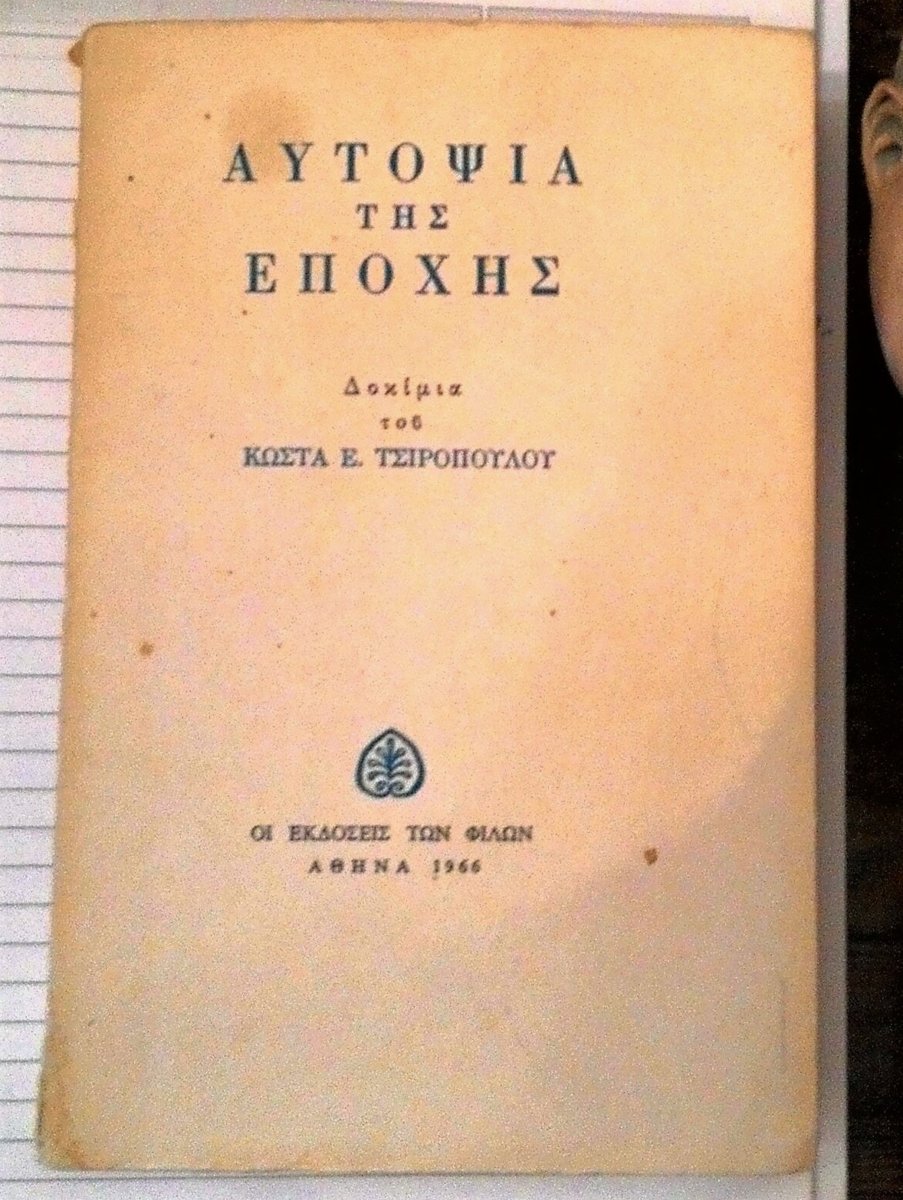 ΑΥΤΟΨΙΑ
ΤΗΣ
ΕΠΟΧΗΣ
Δοκίμια
τοῦ
ΚΩΣΤΑ Ε. ΤΣΙΡΟΠΟΥΛΟΥ
ΟΙ ΕΚΔΟΣΕΙΣ ΤΩΝ ΦΙΛΩΝ
ΑΘΗΝΑ 1966